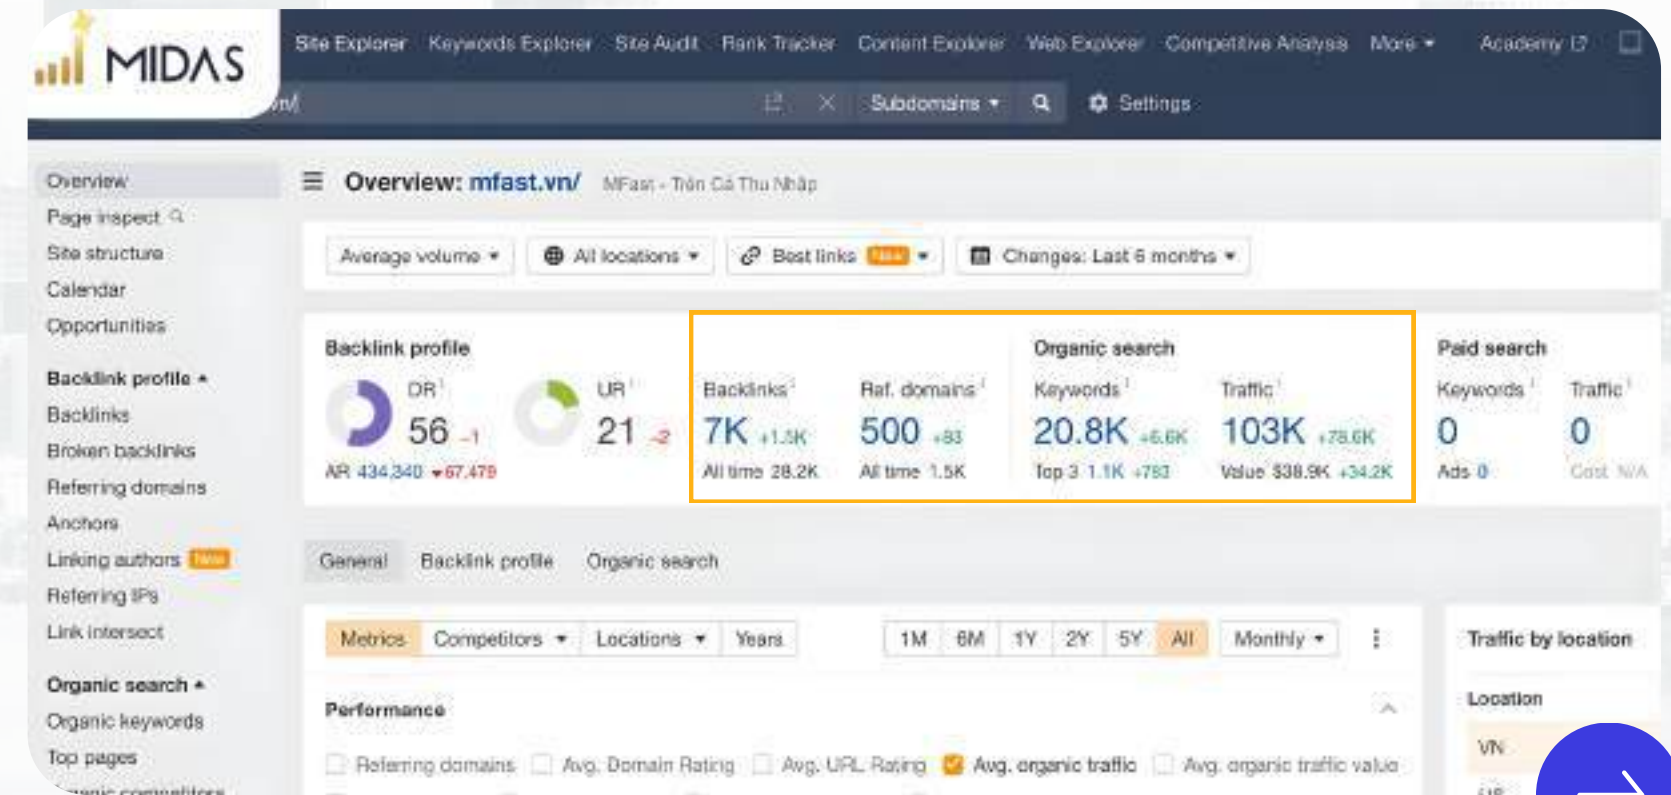 MIDAS
Site Explorer Keywords Explorer Site Audit Rank Tracker Content Explorer Web Explorer Competitive Analysis More Academy
vn/ Subdomains Settings
Overview
Page inspect
Site structure
Calendar
Opportunities
Backlink profile
Backlinks
Broken backlinks
Referring domains
Anchors
Linking authors New
Referring IPs
Link intersect
Organic search
Organic keywords
Top pages
Overview: mfast.vn/ MFast - Trên Cả Thu Nhập
Average volume All locations Best links New Changes: Last 6 months
Backlink profile
DR UR
56 -1 21 -2
AR 434,340 67,479
Backlinks Ref. domains
7K +1.5K 500 +83
All time 28.2K All time 1.5K
Organic search
Keywords Traffic
20.8K +6.6K 103K +78.6K
Top 3 1.1K +783 Value $38.9K +34.2K
Paid search
Keywords Traffic
0 0
Ads 0 Cost N/A
General Backlink profile Organic search
Metrics Competitors Locations Years 1M 6M 1Y 2Y 5Y All Monthly
Performance
Referring domains Avg. Domain Rating Avg. URL Rating Avg. organic traffic Avg. organic traffic value
Traffic by location
Location
VN